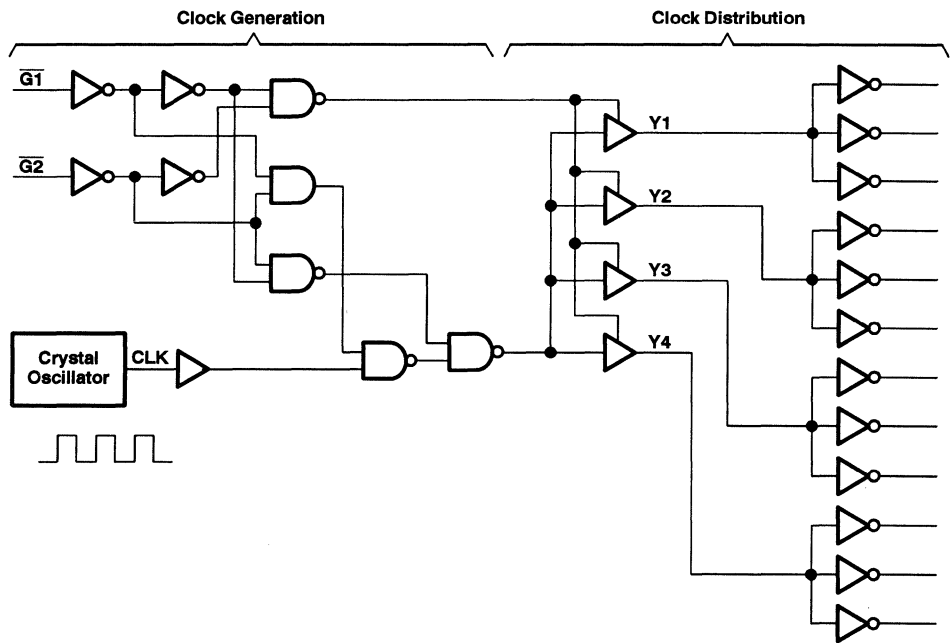 Clock Generation
Clock Distribution
G1
G2
Y1
Y2
Y3
Y4
Crystal
Oscillator
CLK